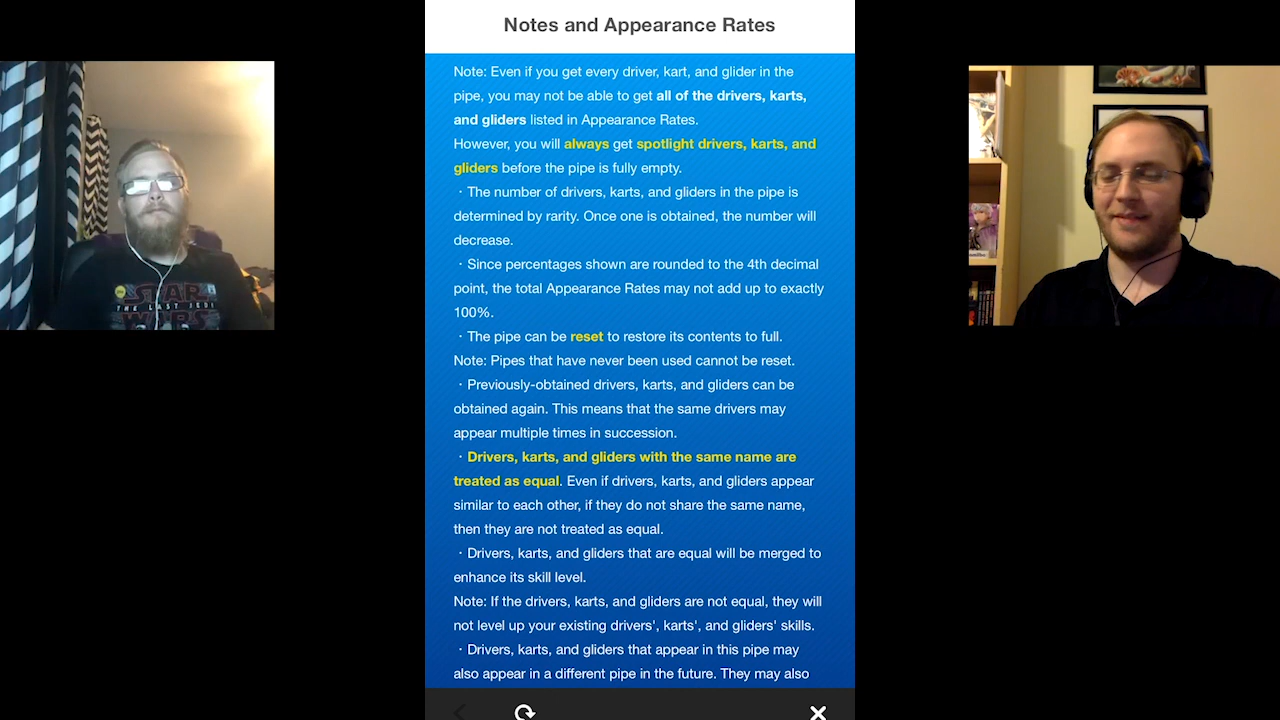 Notes and Appearance Rates
Note: Even if you get every driver, kart, and glider in the
pipe, you may not be able to get all of the drivers, karts,
and gliders listed in Appearance Rates.
However, you will always get spotlight drivers, karts, and
gliders before the pipe is fully empty.
・The number of drivers, karts, and gliders in the pipe is
determined by rarity. Once one is obtained, the number will
decrease.
・Since percentages shown are rounded to the 4th decimal
point, the total Appearance Rates may not add up to exactly
100%.
・The pipe can be reset to restore its contents to full.
Note: Pipes that have never been used cannot be reset.
・Previously-obtained drivers, karts, and gliders can be
obtained again. This means that the same drivers may
appear multiple times in succession.
・Drivers, karts, and gliders with the same name are
treated as equal. Even if drivers, karts, and gliders appear
similar to each other, if they do not share the same name,
then they are not treated as equal.
・Drivers, karts, and gliders that are equal will be merged to
enhance its skill level.
Note: If the drivers, karts, and gliders are not equal, they will
not level up your existing drivers', karts', and gliders' skills.
・Drivers, karts, and gliders that appear in this pipe may
also appear in a different pipe in the future. They may also
STAR
THE LAST JEDI
WARS